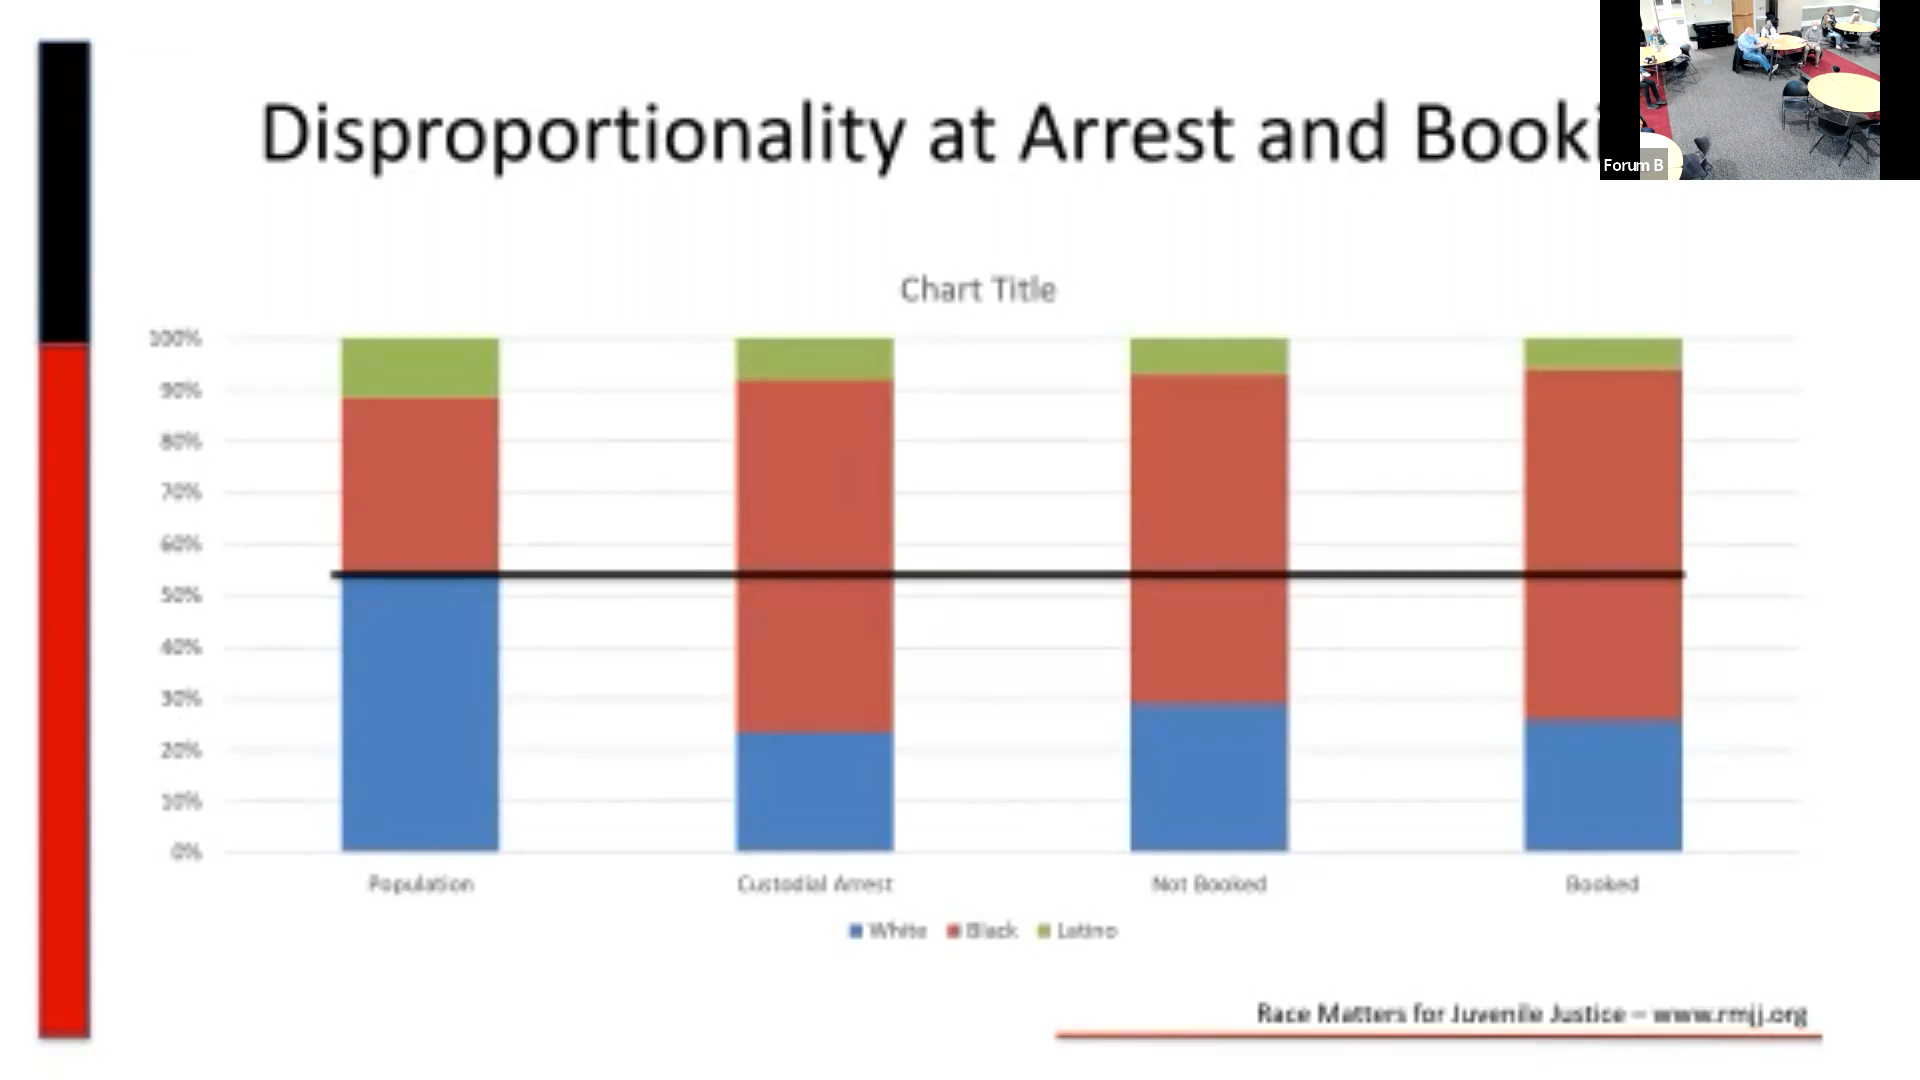 Disproportionality at Arrest and Booki
Forum B
Chart Title
100%
90%
80%
70%
60%
50%
40%
30%
20%
10%
0%
Population Custodial Arrest Not Booked Booked
White Black Latino
Race Matters for Juvenile Justice – www.rmjj.org